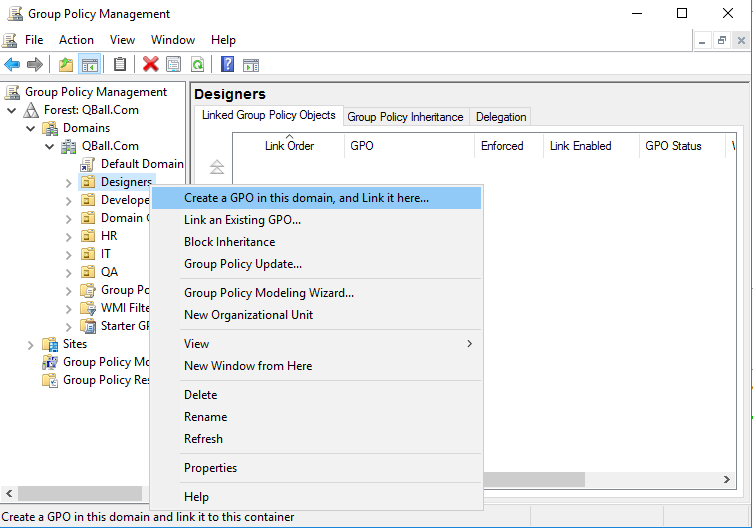 Group Policy Management
File Action View Window Help
Group Policy Management
Forest: QBall.Com
Domains
QBall.Com
Default Domain
Designers
Develope
Domain C
HR
IT
QA
Group Po
WMI Filte
Starter GP
Sites
Group Policy Mo
Group Policy Res
Designers
Linked Group Policy Objects Group Policy Inheritance Delegation
Link Order GPO Enforced Link Enabled GPO Status
Create a GPO in this domain, and Link it here...
Link an Existing GPO...
Block Inheritance
Group Policy Update...
Group Policy Modeling Wizard...
New Organizational Unit
View
New Window from Here
Delete
Rename
Refresh
Properties
Help
Create a GPO in this domain and link it to this container